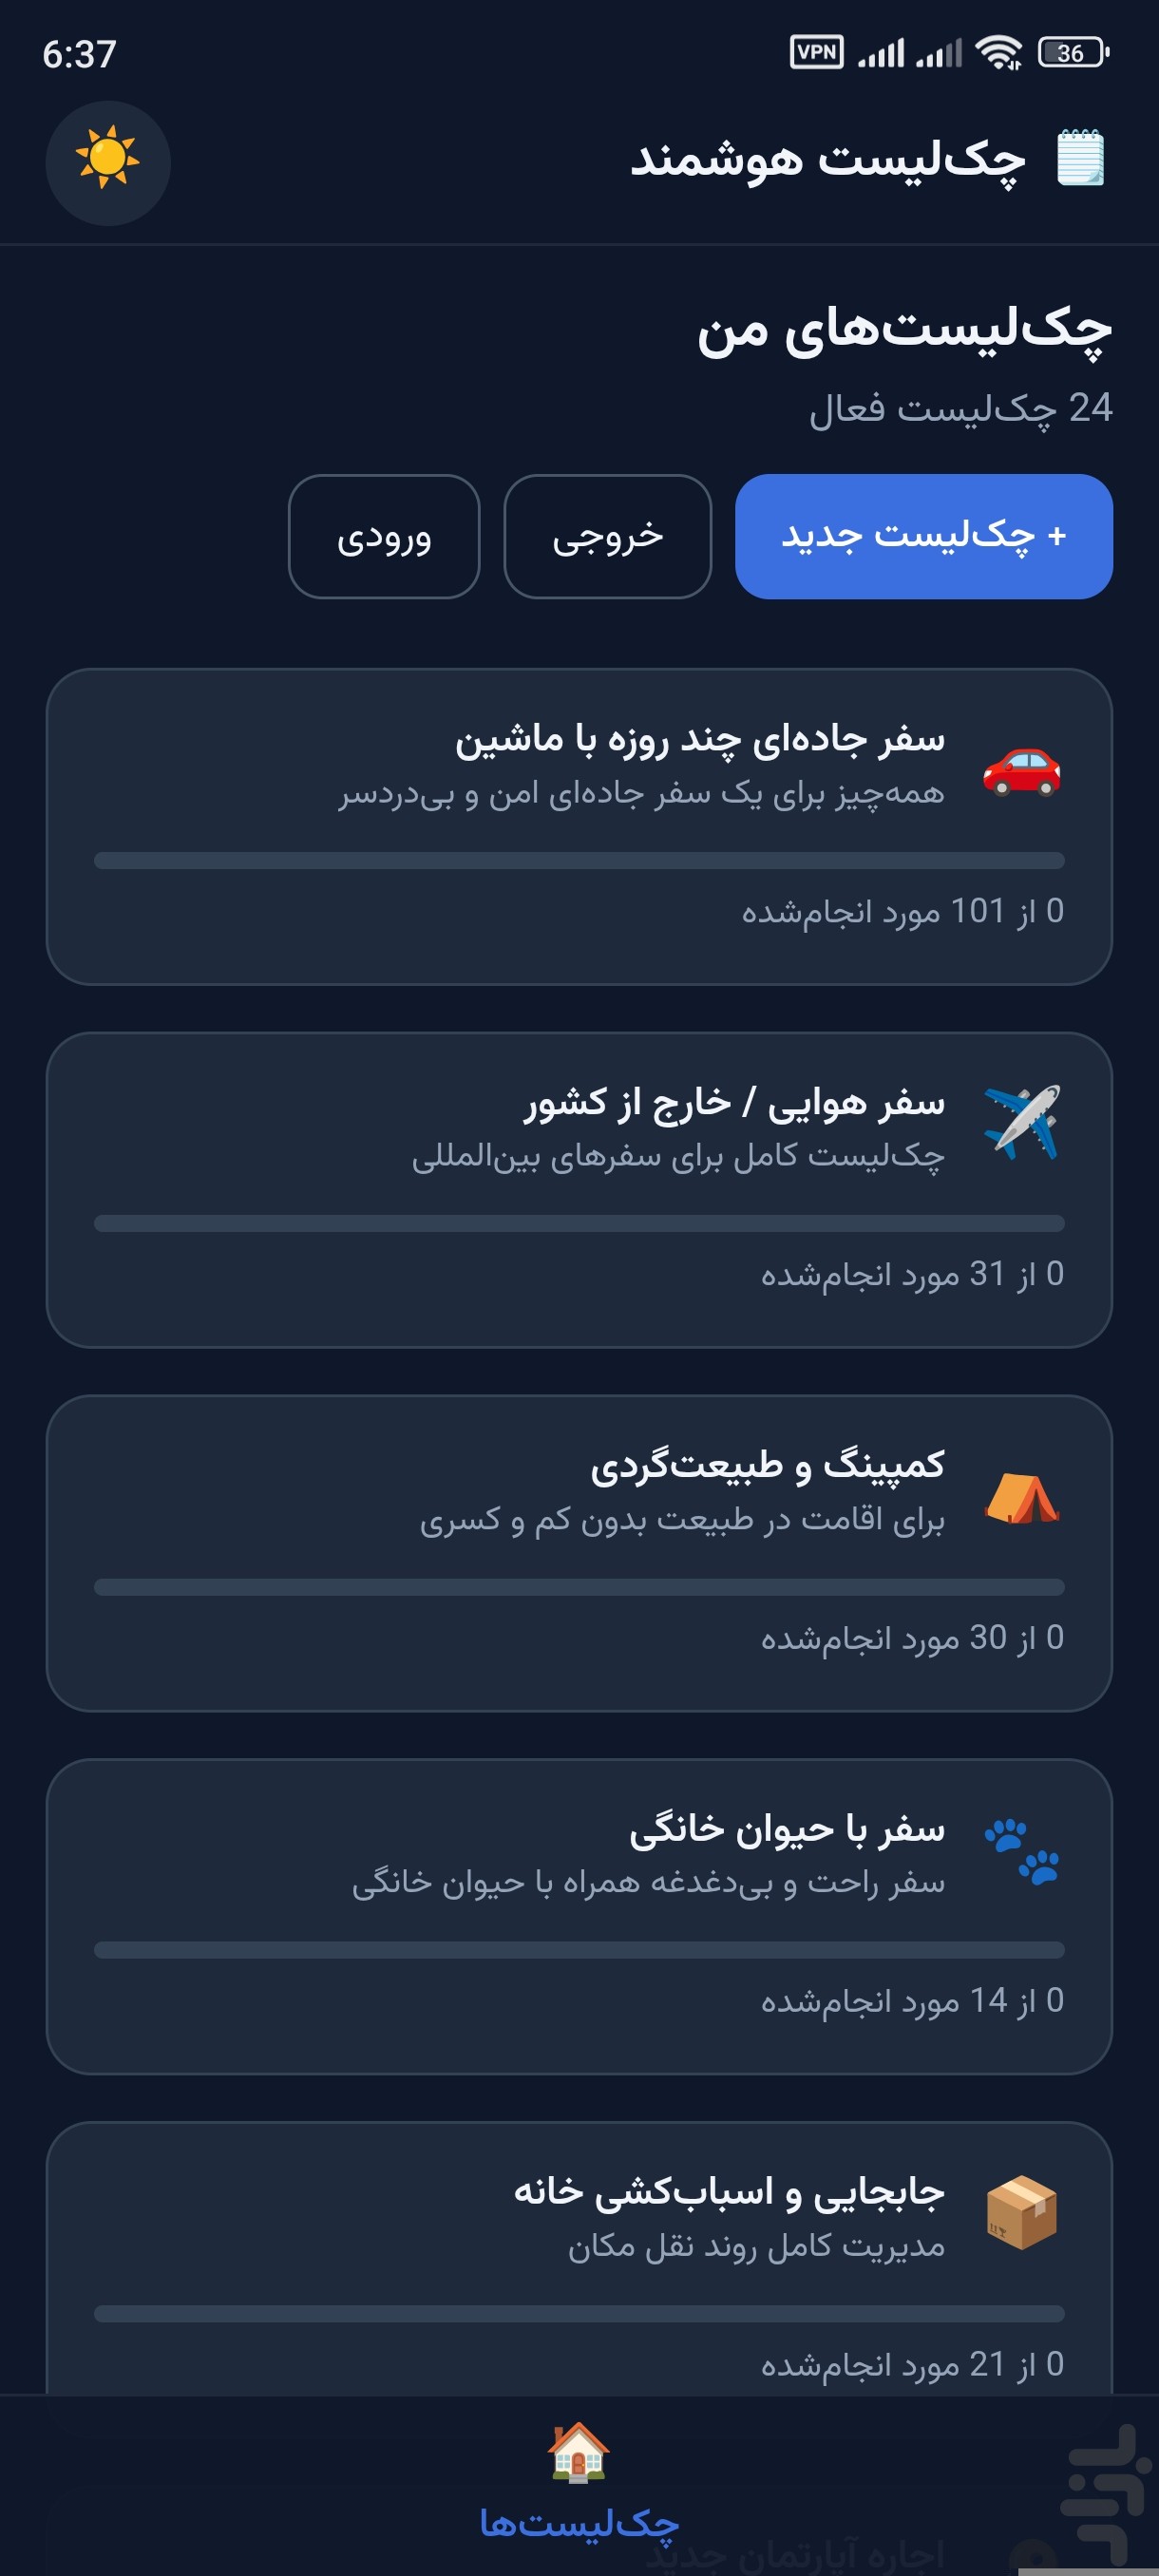 6:37
VPN
36
چک‌لیست هوشمند
چک‌لیست‌های من
24 چک‌لیست فعال
+ چک‌لیست جدید
خروجی
ورودی
سفر جاده‌ای چند روزه با ماشین
همه‌چیز برای یک سفر جاده‌ای امن و بی‌دردسر
0 از 101 مورد انجام‌شده
سفر هوایی / خارج از کشور
چک‌لیست کامل برای سفرهای بین‌المللی
0 از 31 مورد انجام‌شده
کمپینگ و طبیعت‌گردی
برای اقامت در طبیعت بدون کم و کسری
0 از 30 مورد انجام‌شده
سفر با حیوان خانگی
سفر راحت و بی‌دغدغه همراه با حیوان خانگی
0 از 14 مورد انجام‌شده
جابجایی و اسباب‌کشی خانه
مدیریت کامل روند نقل مکان
0 از 21 مورد انجام‌شده
چک‌لیست‌ها
اجاره آپارتمان جدید
بازار